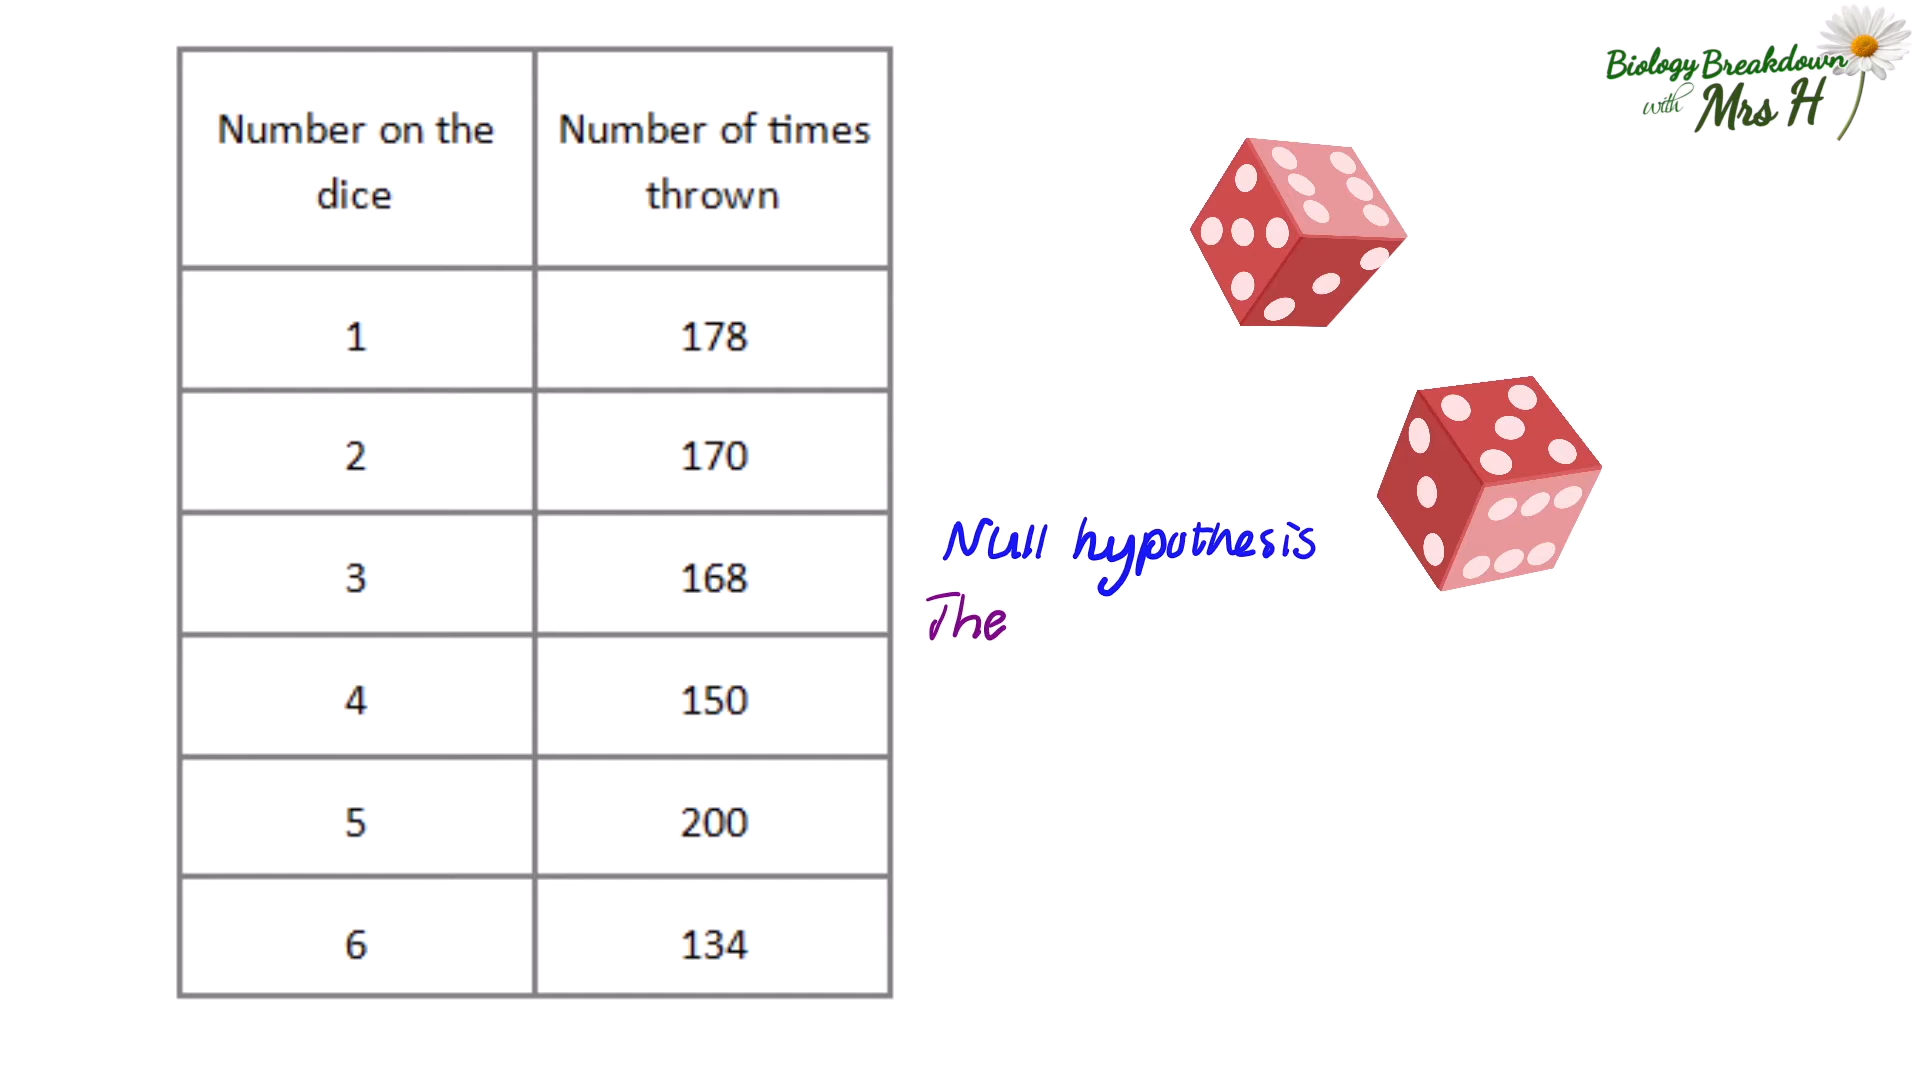 Number on the
dice
Number of times
thrown
1
178
2
170
3
168
4
150
5
200
6
134
Biology Breakdown
with Mrs H
Null hypothesis
The